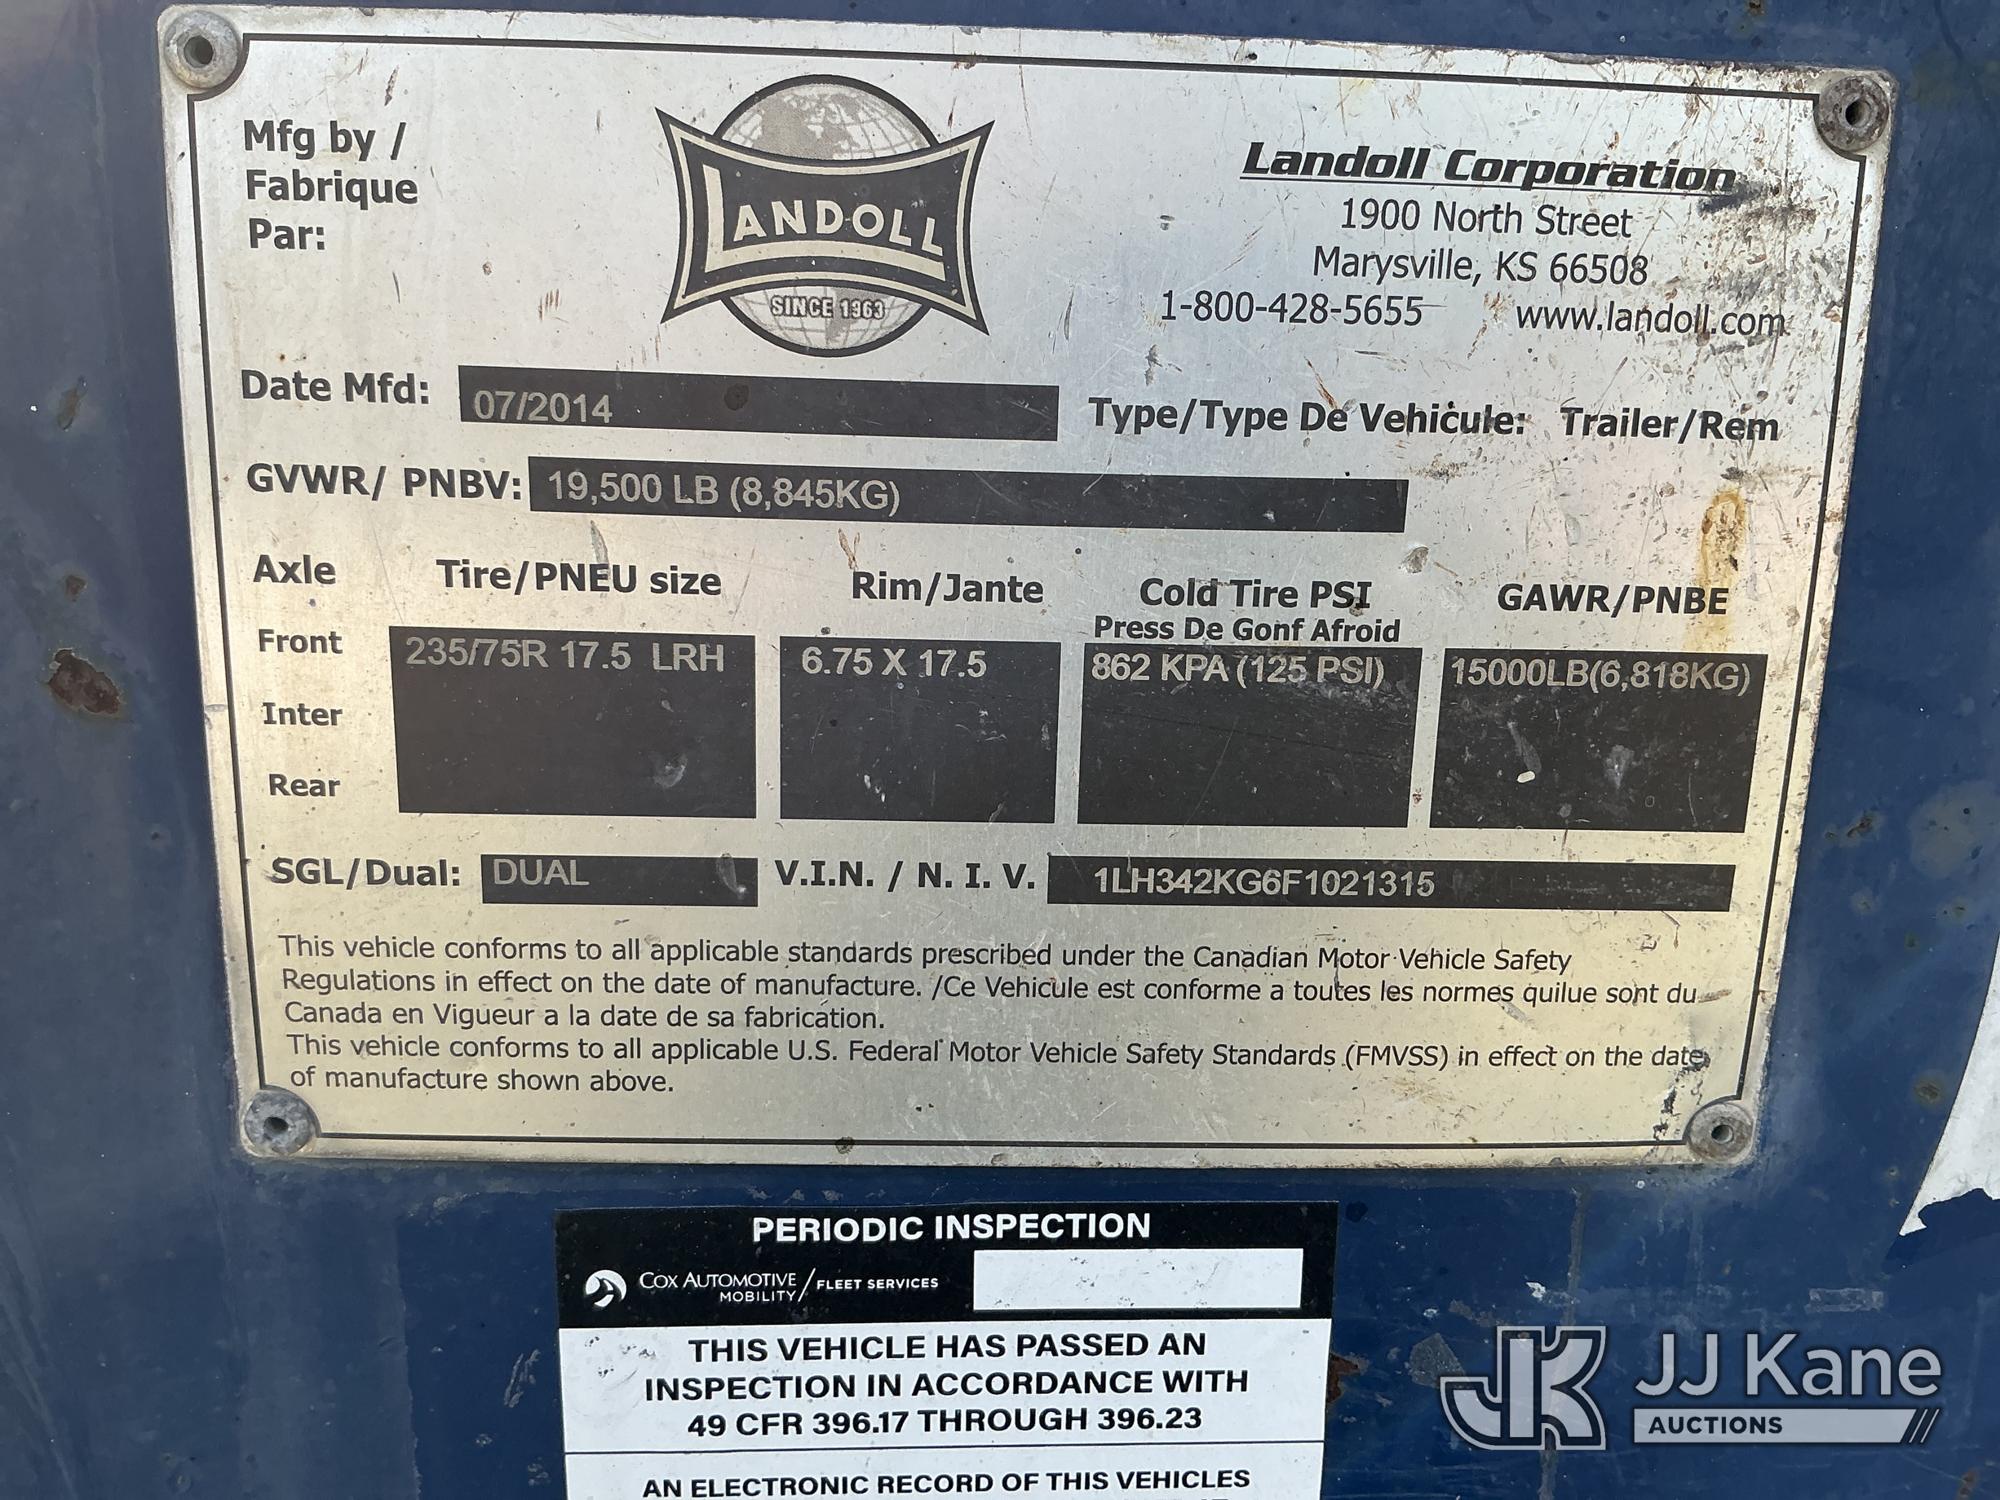 Mfg by /
Fabrique
Par:
LANDOLL
SINCE 1963
Landoll Corporation
1900 North Street
Marysville, KS 66508
1-800-428-5655 www.landoll.com
Date Mfd: 07/2014 Type/Type De Vehicule: Trailer/Rem
GVWR/ PNBV: 19,500 LB (8,845KG)
Axle Tire/PNEU size Rim/Jante Cold Tire PSI GAWR/PNBE
Press De Gonf Afroid
Front 235/75R 17.5 LRH 6.75 X 17.5 862 KPA (125 PSI) 15000LB(6,818KG)
Inter
Rear
SGL/Dual: DUAL V.I.N. / N. I. V. 1LH342KG6F1021315
This vehicle conforms to all applicable standards prescribed under the Canadian Motor Vehicle Safety
Regulations in effect on the date of manufacture. /Ce Vehicule est conforme a toutes les normes quilue sont du
Canada en Vigueur a la date de sa fabrication.
This vehicle conforms to all applicable U.S. Federal Motor Vehicle Safety Standards (FMVSS) in effect on the date
of manufacture shown above.
PERIODIC INSPECTION
COX AUTOMOTIVE MOBILITY / FLEET SERVICES
THIS VEHICLE HAS PASSED AN
INSPECTION IN ACCORDANCE WITH
49 CFR 396.17 THROUGH 396.23
AN ELECTRONIC RECORD OF THIS VEHICLES
JK JJ Kane
AUCTIONS